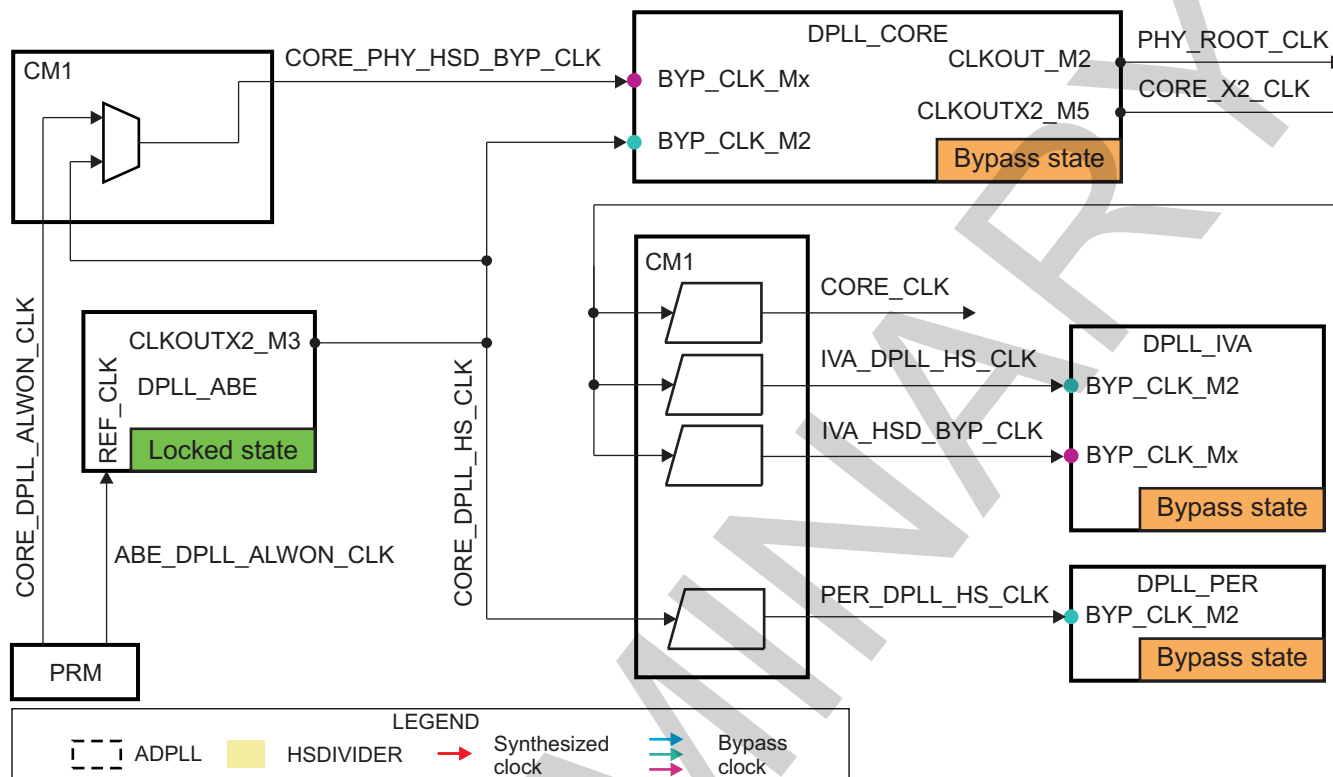 CM1
CORE_PHY_HSD_BYP_CLK
DPLL_CORE
BYP_CLK_Mx
BYP_CLK_M2
CLKOUT_M2
CLKOUTX2_M5
Bypass state
PHY_ROOT_CLK
CORE_X2_CLK
CORE_DPLL_ALWON_CLK
REF_CLK
CLKOUTX2_M3
DPLL_ABE
Locked state
ABE_DPLL_ALWON_CLK
CORE_DPLL_HS_CLK
PRM
CM1
CORE_CLK
IVA_DPLL_HS_CLK
IVA_HSD_BYP_CLK
PER_DPLL_HS_CLK
DPLL_IVA
BYP_CLK_M2
BYP_CLK_Mx
Bypass state
DPLL_PER
BYP_CLK_M2
Bypass state
LEGEND
ADPLL
HSDIVIDER
Synthesized
clock
Bypass
clock
MINARY